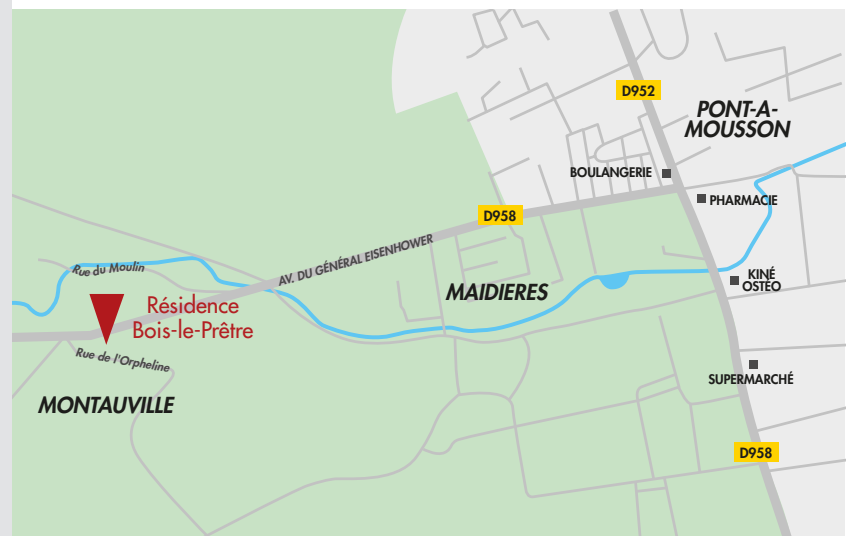 D952
PONT-A-
MOUSSON
BOULANGERIE
PHARMACIE
D958
AV. DU GÉNÉRAL EISENHOWER
Rue du Moulin
KINÉ
OSTÉO
MAIDIERES
Résidence
Bois-le-Prêtre
Rue de l'Orpheline
SUPERMARCHÉ
MONTAUVILLE
D958